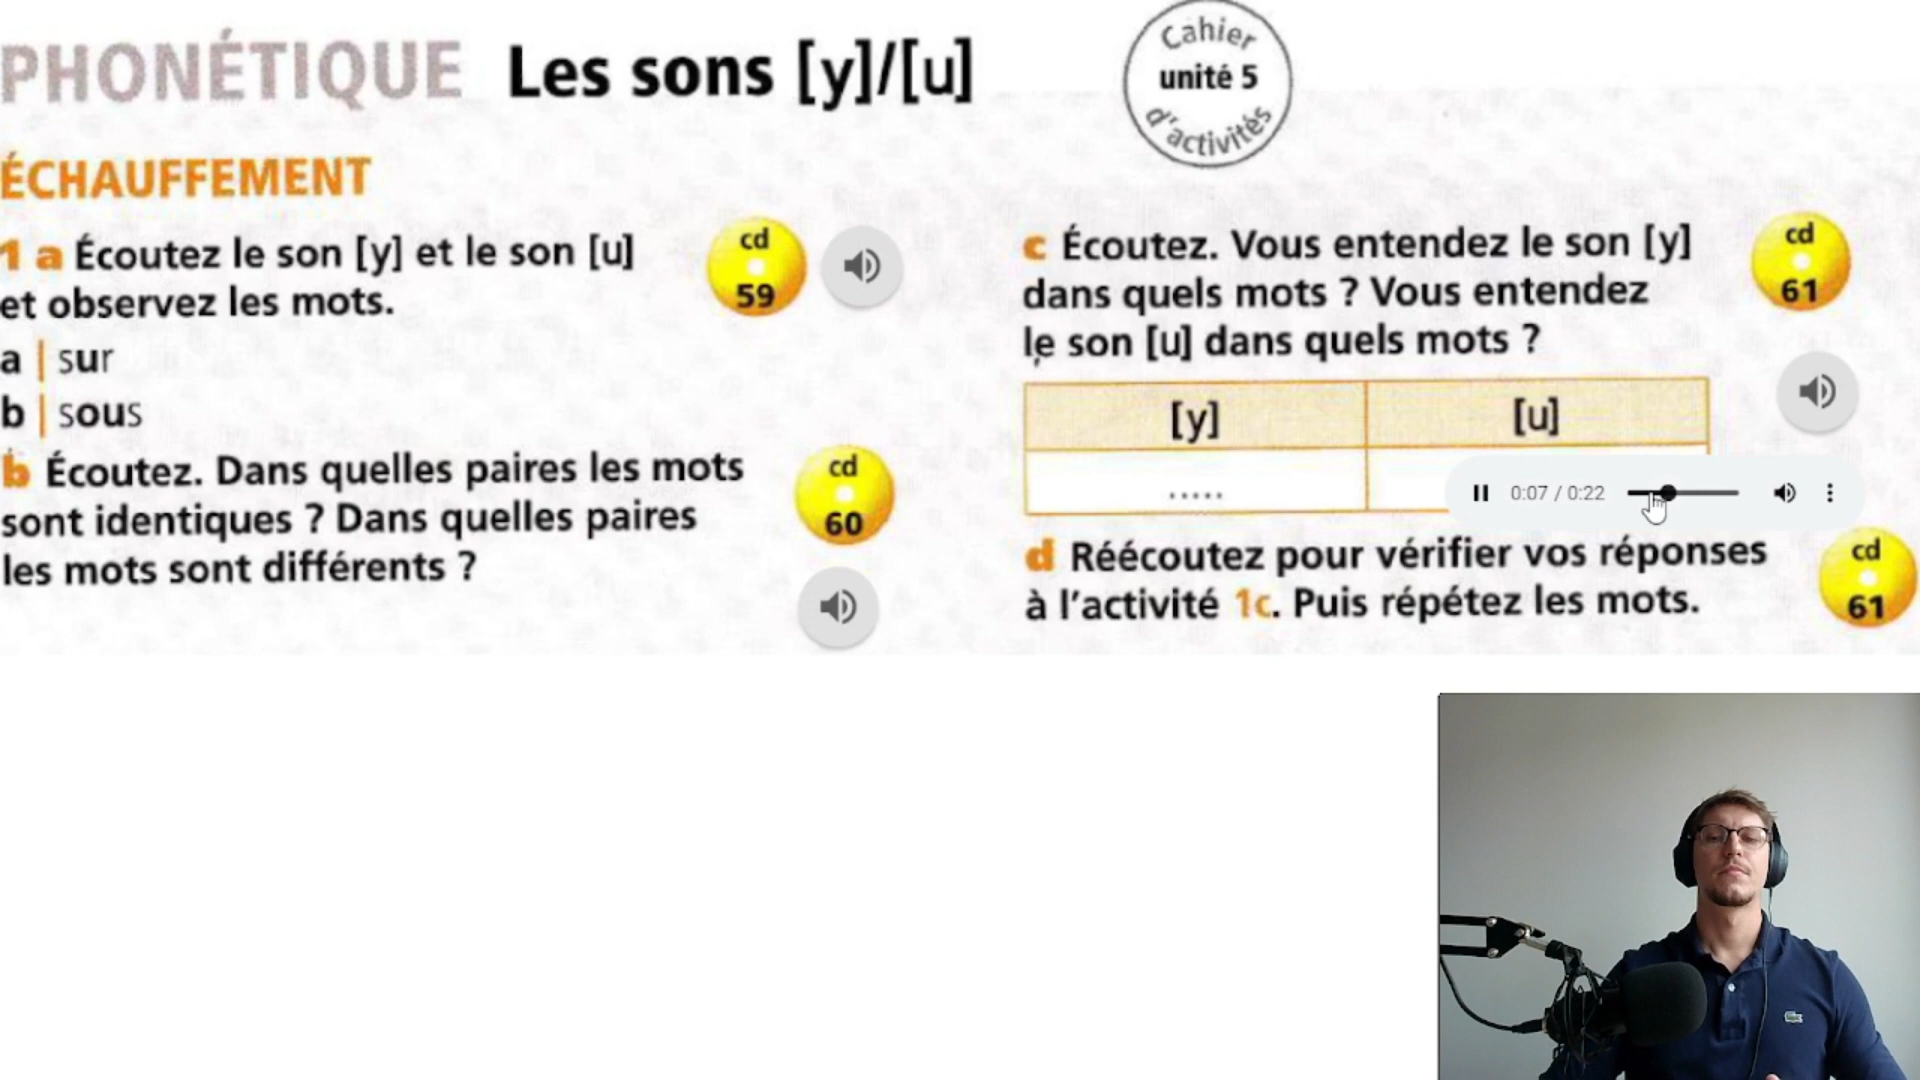 PHONÉTIQUE Les sons [y]/[u]
Cahier
unité 5
d'activités
ÉCHAUFFEMENT
1 a Écoutez le son [y] et le son [u]
et observez les mots.
cd
59
a | sur
b | sous
b Écoutez. Dans quelles paires les mots
sont identiques ? Dans quelles paires
les mots sont différents ?
cd
60
c Écoutez. Vous entendez le son [y]
dans quels mots ? Vous entendez
le son [u] dans quels mots ?
cd
61
[y] [u]
.....
0:07 / 0:22
d Réécoutez pour vérifier vos réponses
à l'activité 1c. Puis répétez les mots.
cd
61